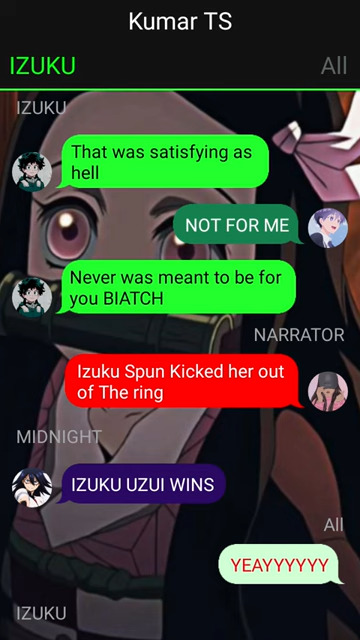 Kumar TS
IZUKU
All
IZUKU
That was satisfying as
hell
NOT FOR ME
Never was meant to be for
you BIATCH
NARRATOR
Izuku Spun Kicked her out
of The ring
MIDNIGHT
IZUKU UZUI WINS
All
YEAYYYYYY
IZUKU